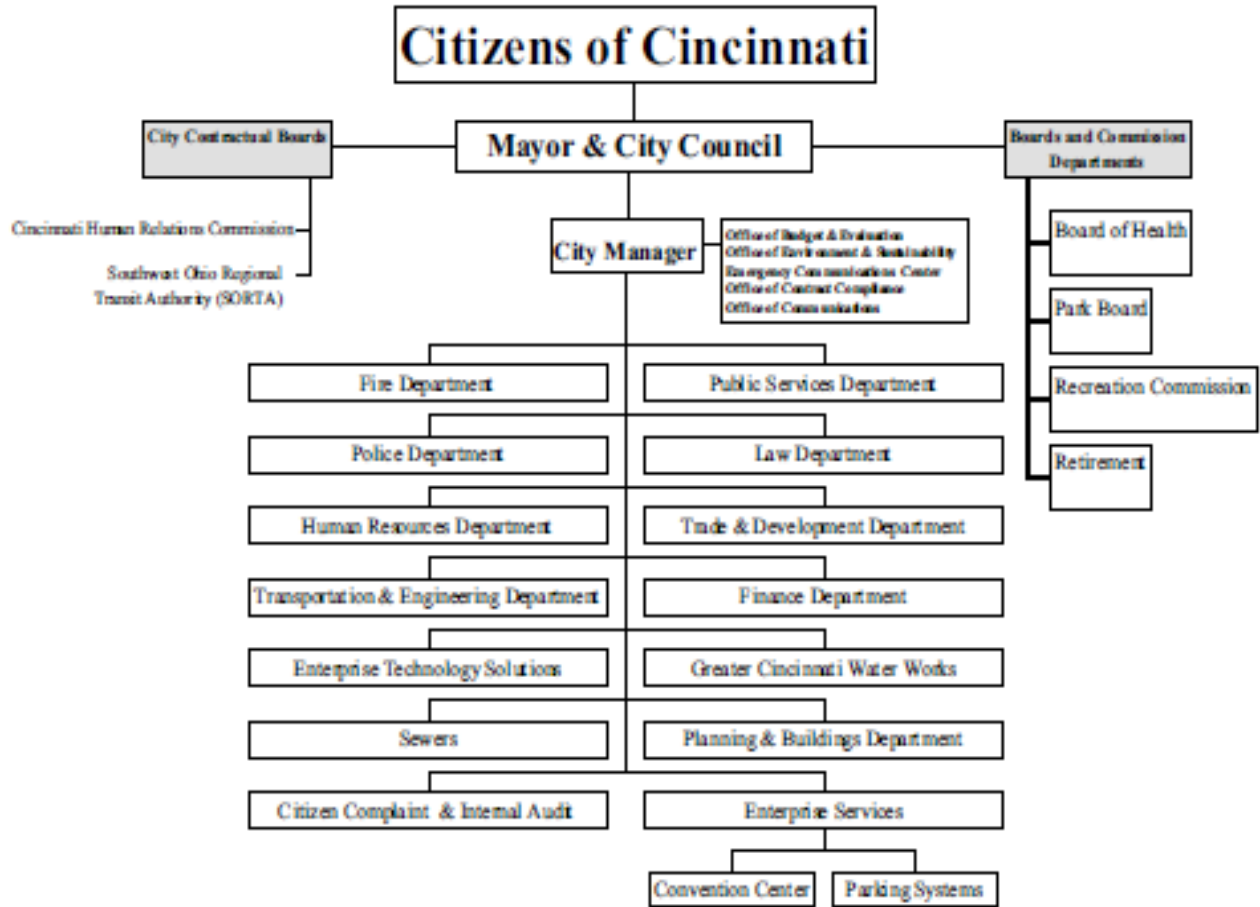 Citizens of Cincinnati
City Contractual Boards
Mayor & City Council
Boards and Commission
Departments
Cincinnati Human Relations Commission
Southwest Ohio Regional
Transit Authority (SORTA)
City Manager
Office of Budget & Evaluation
Office of Environment & Sustainability
Emergency Communications Center
Office of Contract Compliance
Office of Communications
Board of Health
Park Board
Recreation Commission
Retirement
Fire Department
Public Services Department
Police Department
Law Department
Human Resources Department
Trade & Development Department
Transportation & Engineering Department
Finance Department
Enterprise Technology Solutions
Greater Cincinnati Water Works
Sewers
Planning & Buildings Department
Citizen Complaint & Internal Audit
Enterprise Services
Convention Center
Parking Systems